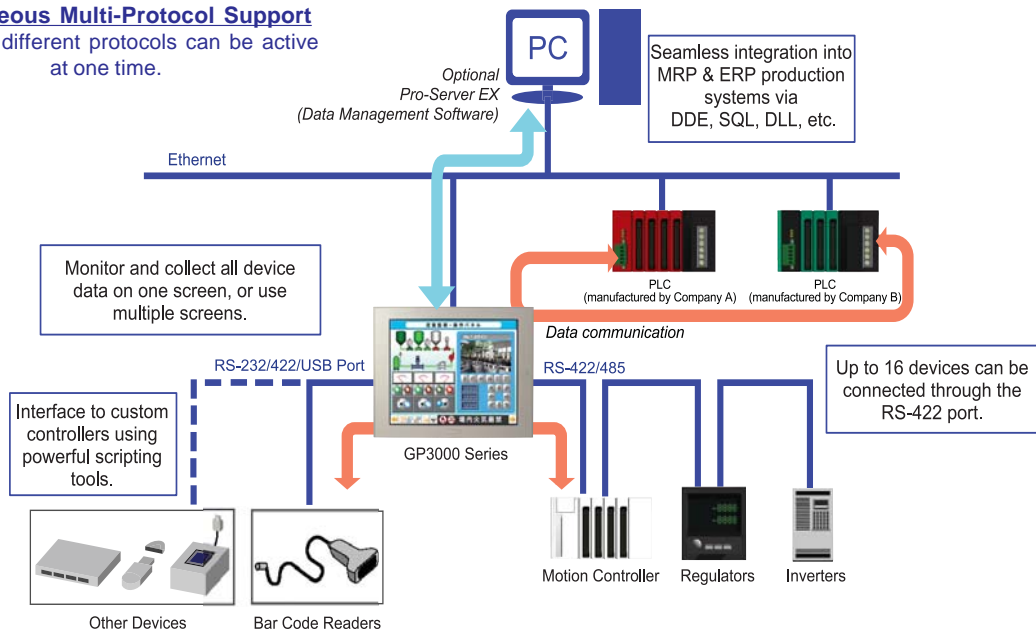 eous Multi-Protocol Support
different protocols can be active
at one time.
PC
Optional
Pro-Server EX
(Data Management Software)
Seamless integration into
MRP & ERP production
systems via
DDE, SQL, DLL, etc.
Ethernet
Monitor and collect all device
data on one screen, or use
multiple screens.
PLC
(manufactured by Company A)
PLC
(manufactured by Company B)
Data communication
RS-232/422/USB Port
RS-422/485
Up to 16 devices can be
connected through the
RS-422 port.
Interface to custom
controllers using
powerful scripting
tools.
GP3000 Series
Motion Controller
Regulators
Inverters
Other Devices
Bar Code Readers